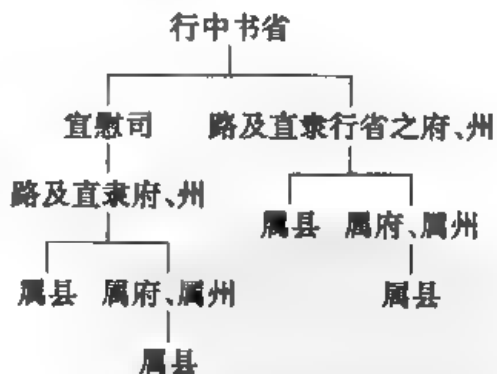 行中书省
宣慰司 路及直隶行省之府、州
路及直隶府、州
属县 属府、属州
属县 属府、属州
属县
属县